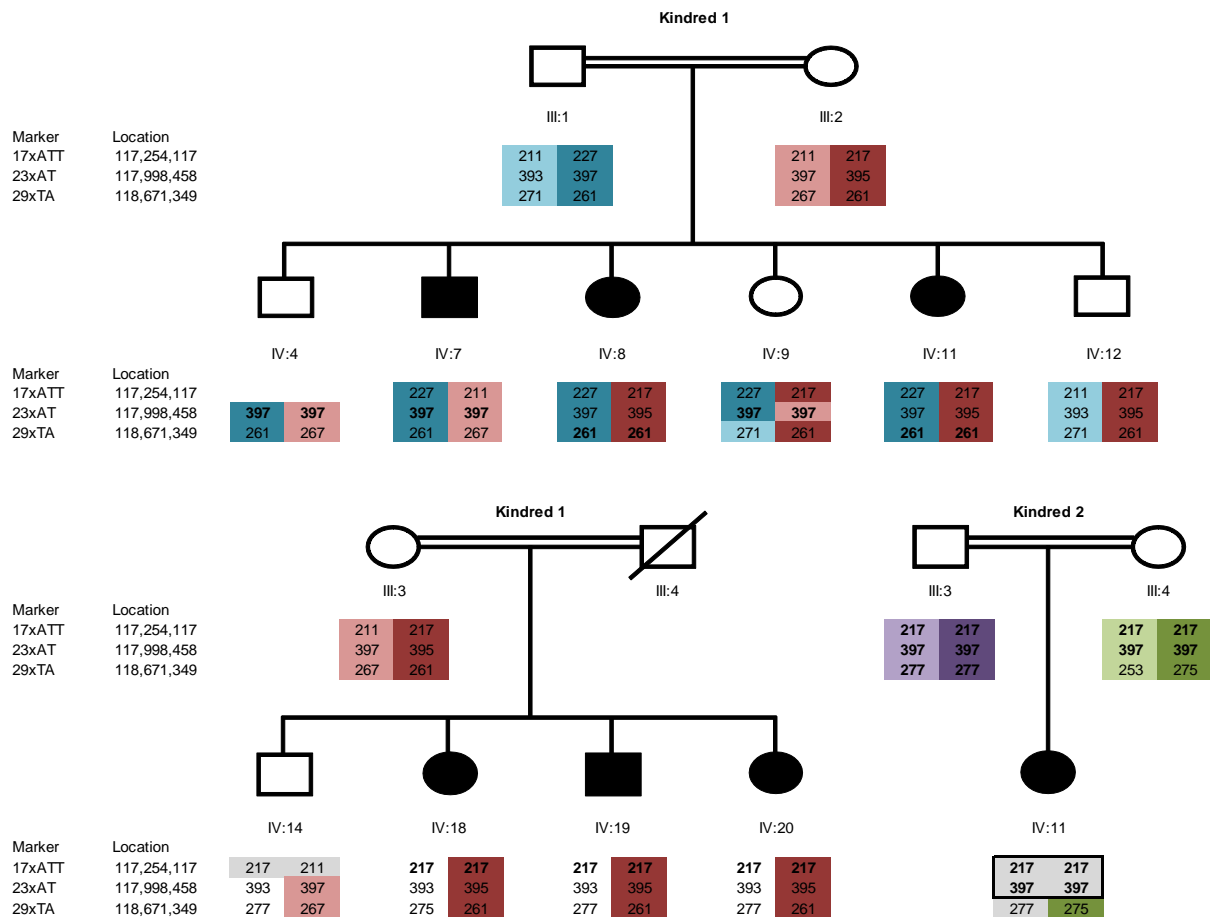 Kindred 1
III:1 III:2
Marker Location
17xATT 117,254,117 211 227 211 217
23xAT 117,998,458 393 397 397 395
29xTA 118,671,349 271 261 267 261
IV:4 IV:7 IV:8 IV:9 IV:11 IV:12
Marker Location
17xATT 117,254,117 227 211 227 217 227 217 227 217 211 217
23xAT 117,998,458 397 397 397 397 397 395 397 397 397 395 393 395
29xTA 118,671,349 261 267 261 267 261 261 271 261 261 261 271 261
Kindred 1 Kindred 2
III:3 III:4 III:3 III:4
Marker Location
17xATT 117,254,117 211 217 217 217 217 217
23xAT 117,998,458 397 395 397 397 397 397
29xTA 118,671,349 267 261 277 277 253 275
IV:14 IV:18 IV:19 IV:20 IV:11
Marker Location
17xATT 117,254,117 217 211 217 217 217 217 217 217 217 217
23xAT 117,998,458 393 397 393 395 393 395 393 395 397 397
29xTA 118,671,349 277 267 275 261 277 261 277 261 277 275